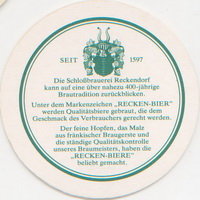 SEIT 1597
Die Schloßbrauerei Reckendorf
kann auf eine über nahezu 400-jährige
Brautradition zurückblicken.
Unter dem Markenzeichen „RECKEN-BIER"
werden Qualitätsbiere gebraut, die dem
Geschmack des Verbrauchers gerecht werden.
Der feine Hopfen, das Malz
aus fränkischer Braugerste und
die ständige Qualitätskontrolle
unseres Braumeisters, haben die
„RECKEN-BIERE"
beliebt gemacht.